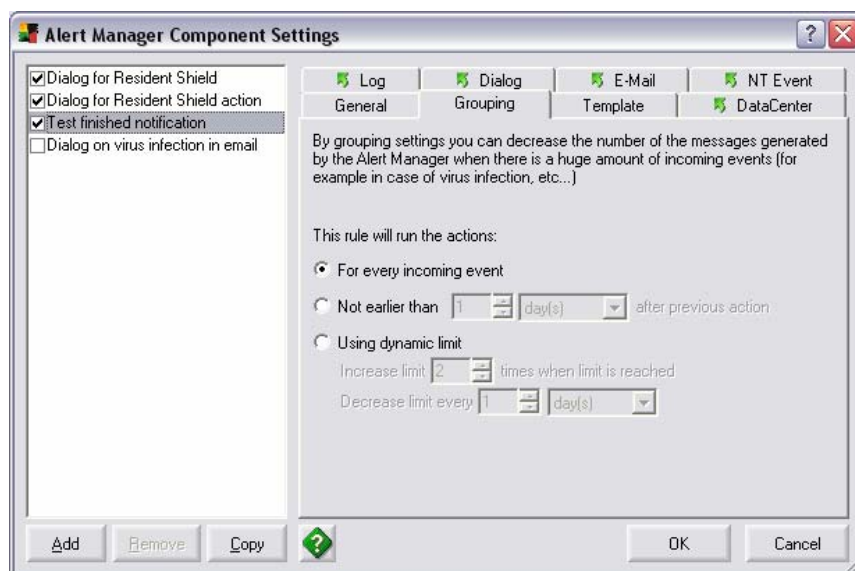 Alert Manager Component Settings
Dialog for Resident Shield
Dialog for Resident Shield action
Test finished notification
Dialog on virus infection in email
Log Dialog E-Mail NT Event
General Grouping Template DataCenter
By grouping settings you can decrease the number of the messages generated
by the Alert Manager when there is a huge amount of incoming events (for
example in case of virus infection, etc...)
This rule will run the actions:
For every incoming event
Not earlier than 1 day(s) after previous action
Using dynamic limit
Increase limit 2 times when limit is reached
Decrease limit every 1 day(s)
Add Remove Copy ? OK Cancel